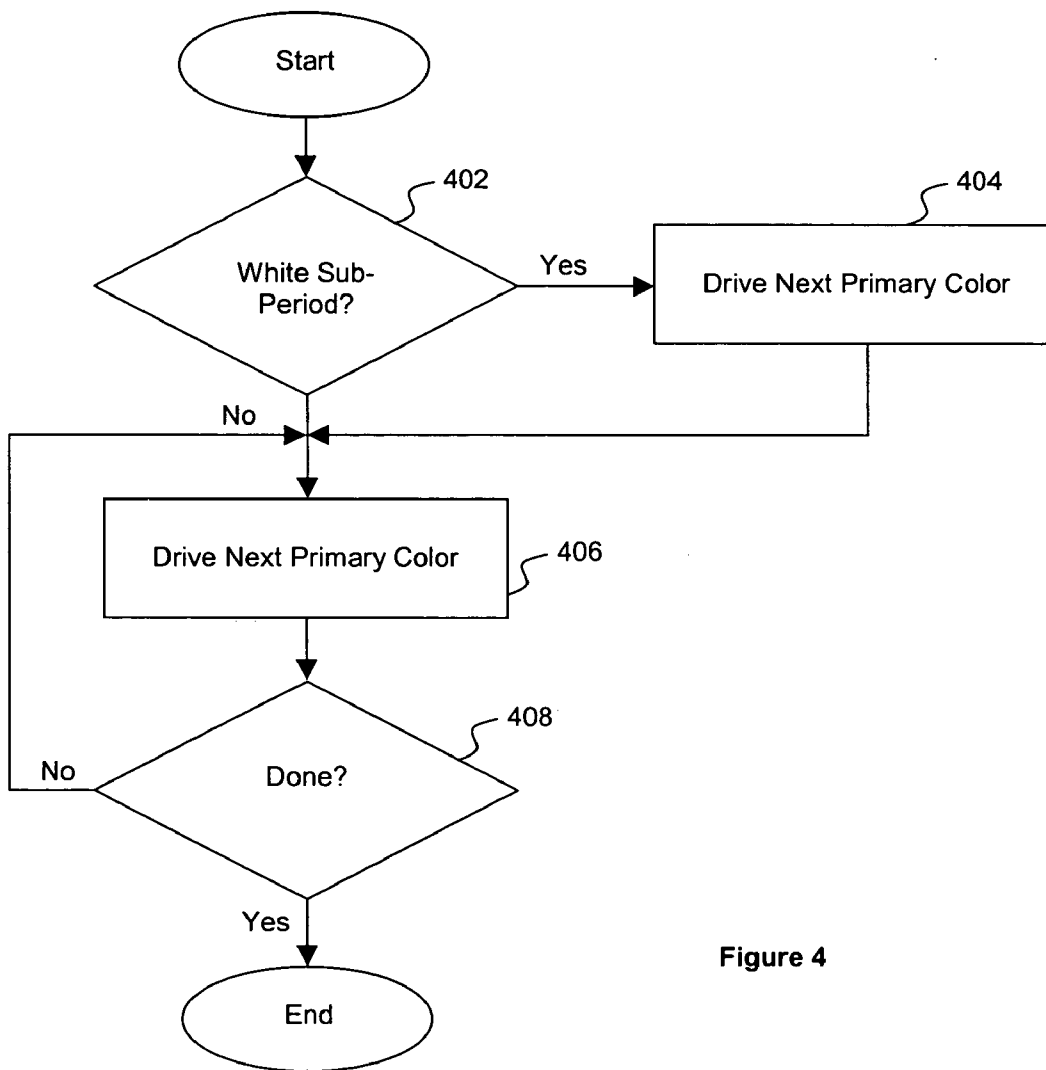 Start
402
404
White Sub-
Period?
Yes
Drive Next Primary Color
No
Drive Next Primary Color
406
408
No
Done?
Yes
End
Figure 4